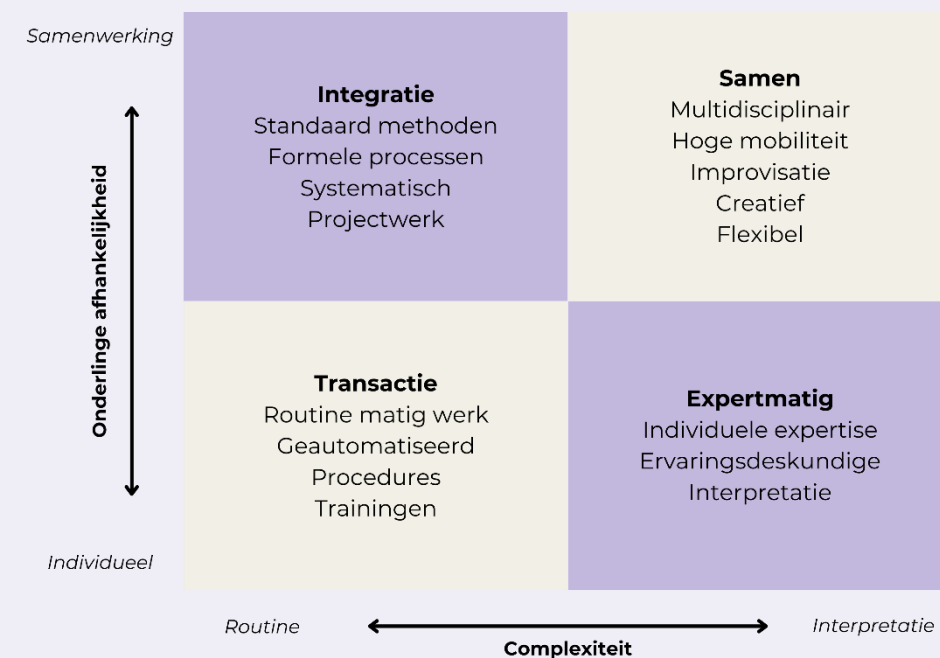 Samenwerking
Onderlinge afhankelijkheid
Individueel
Integratie
Standaard methoden
Formele processen
Systematisch
Projectwerk
Samen
Multidisciplinair
Hoge mobiliteit
Improvisatie
Creatief
Flexibel
Transactie
Routine matig werk
Geautomatiseerd
Procedures
Trainingen
Expertmatig
Individuele expertise
Ervaringsdeskundige
Interpretatie
Routine
Complexiteit
Interpretatie